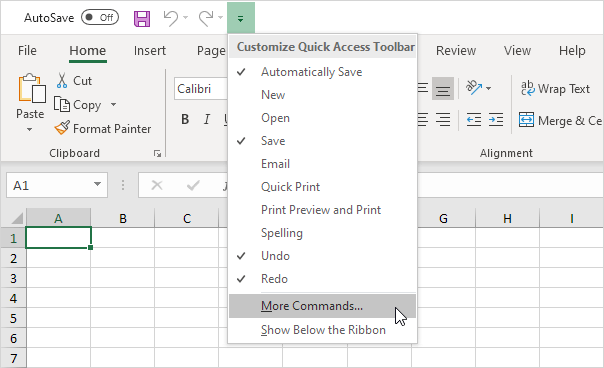 AutoSave Off
Customize Quick Access Toolbar
File Home Insert Pa Review View
Automatically Save
New
Open
Save
Email
Quick Print
Print Preview and Print
Spelling
Undo
Redo
More Commands...
Show Below the Ribbon
Paste
Cut
Copy
Format Painter
Clipboard
Calibri
B I
ab
c
Wrap Text
Merge & Ce
Alignment
A1
A B C G H I
1
2
3
4
5
6
7